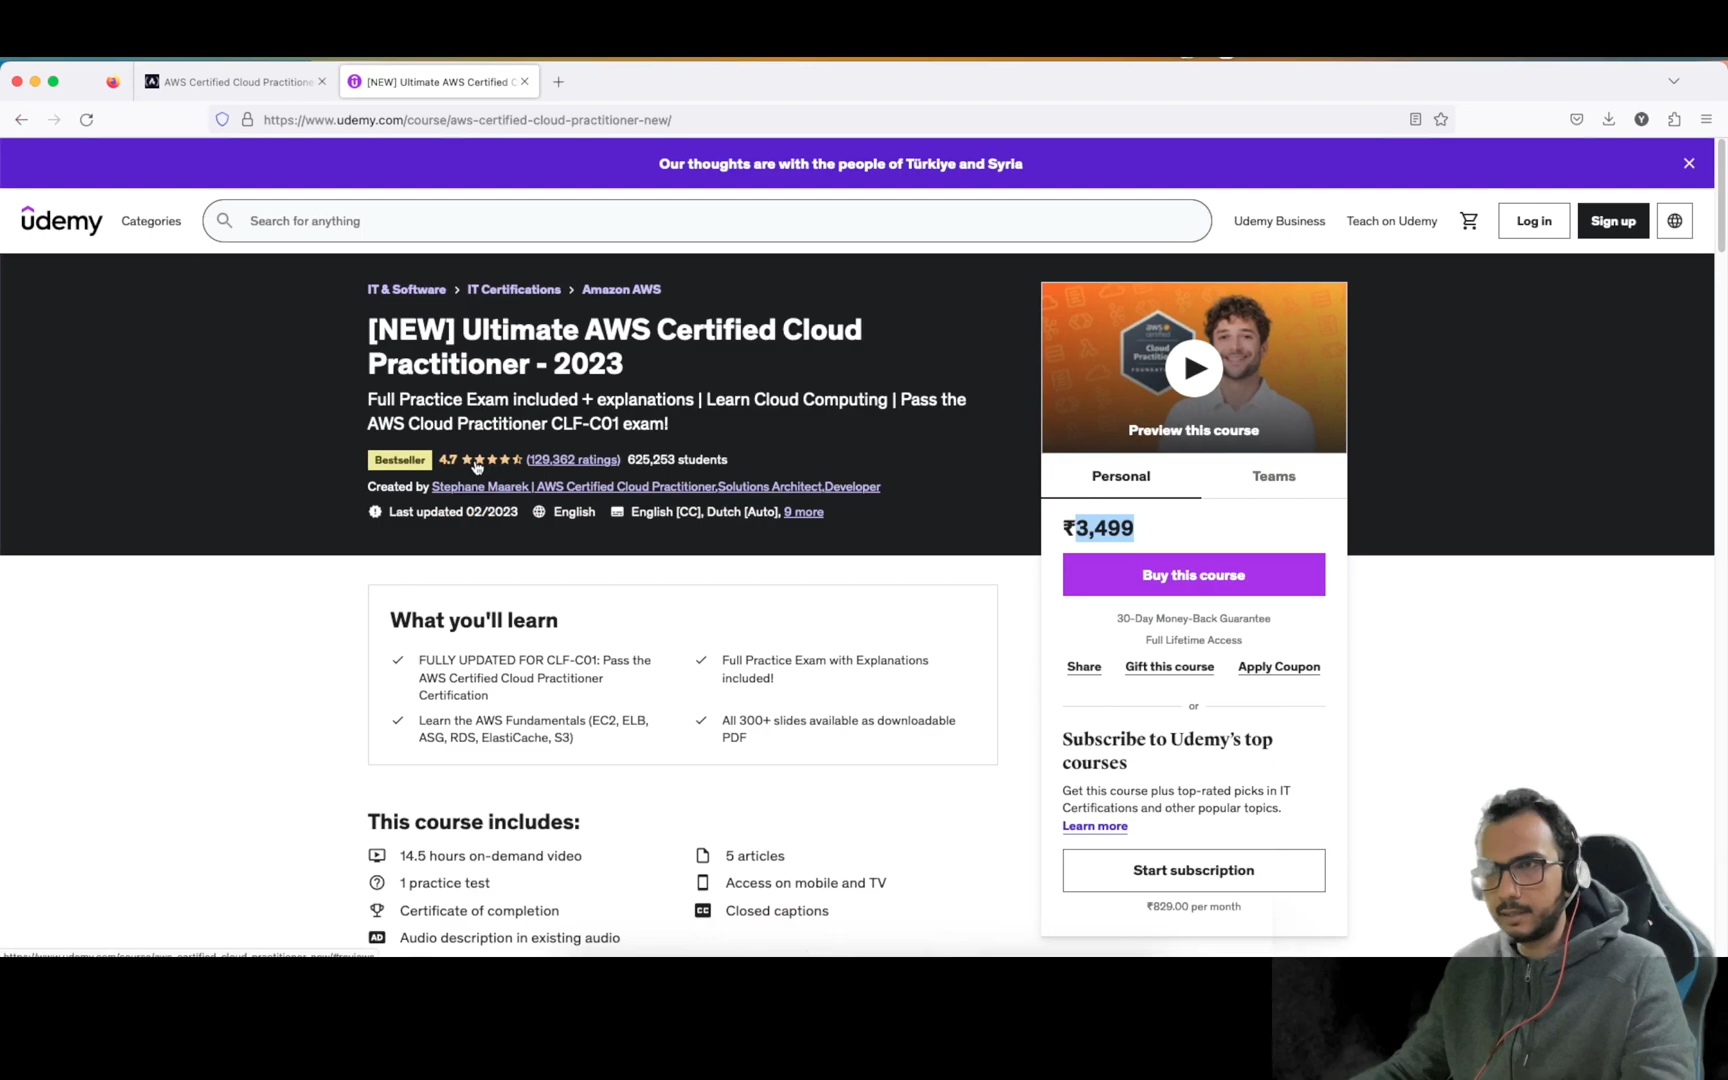 AWS Certified Cloud Practitione
[NEW] Ultimate AWS Certified C
https://www.udemy.com/course/aws-certified-cloud-practitioner-new/
Our thoughts are with the people of Türkiye and Syria
udemy
Categories
Search for anything
Udemy Business
Teach on Udemy
Log in
Sign up
IT & Software > IT Certifications > Amazon AWS
[NEW] Ultimate AWS Certified Cloud
Practitioner - 2023
Full Practice Exam included + explanations | Learn Cloud Computing | Pass the
AWS Cloud Practitioner CLF-C01 exam!
Bestseller 4.7 (129,362 ratings) 625,253 students
Created by Stephane Maarek | AWS Certified Cloud Practitioner,Solutions Architect,Developer
Last updated 02/2023 English English [CC], Dutch [Auto], 9 more
aws
certified
Cloud
Preview this course
Personal
Teams
₹3,499
Buy this course
30-Day Money-Back Guarantee
Full Lifetime Access
Share Gift this course Apply Coupon
or
Subscribe to Udemy's top
courses
Get this course plus top-rated picks in IT
Certifications and other popular topics.
Learn more
Start subscription
₹829.00 per month
What you'll learn
FULLY UPDATED FOR CLF-C01: Pass the
AWS Certified Cloud Practitioner
Certification
Full Practice Exam with Explanations
included!
Learn the AWS Fundamentals (EC2, ELB,
ASG, RDS, ElastiCache, S3)
All 300+ slides available as downloadable
PDF
This course includes:
14.5 hours on-demand video
1 practice test
Certificate of completion
AD Audio description in existing audio
5 articles
Access on mobile and TV
CC Closed captions